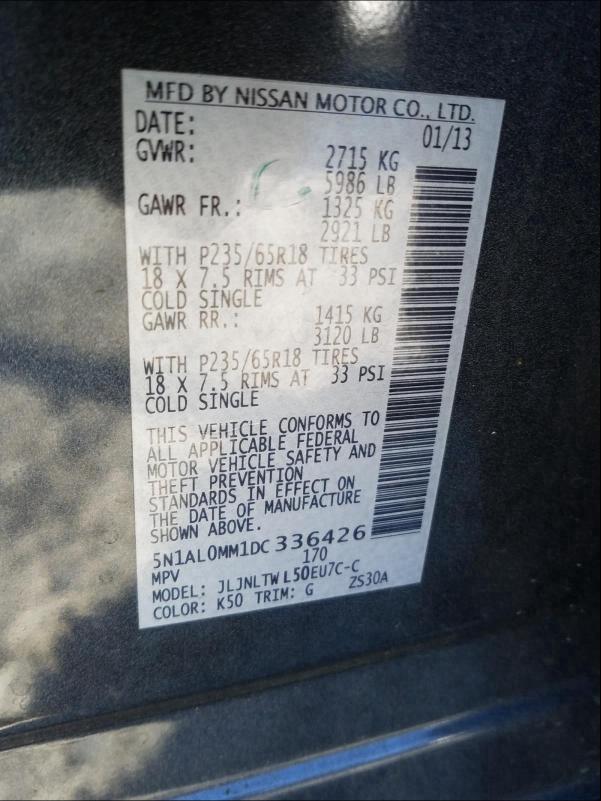 MFD BY NISSAN MOTOR CO., LTD.
DATE: 01/13
GVWR: 2715 KG
5986 LB
GAWR FR.: 1325 KG
2921 LB
WITH P235/65R18 TIRES
18 X 7.5 RIMS AT 33 PSI
COLD SINGLE
GAWR RR.: 1415 KG
3120 LB
WITH P235/65R18 TIRES
18 X 7.5 RIMS AT 33 PSI
COLD SINGLE
THIS VEHICLE CONFORMS TO
ALL APPLICABLE FEDERAL
MOTOR VEHICLE SAFETY AND
THEFT PREVENTION
STANDARDS IN EFFECT ON
THE DATE OF MANUFACTURE
SHOWN ABOVE.
5N1AL0MM1DC336426
MPV 170
MODEL: JLJNLTWL50EU7C-C
COLOR: K50 TRIM: G ZS30A